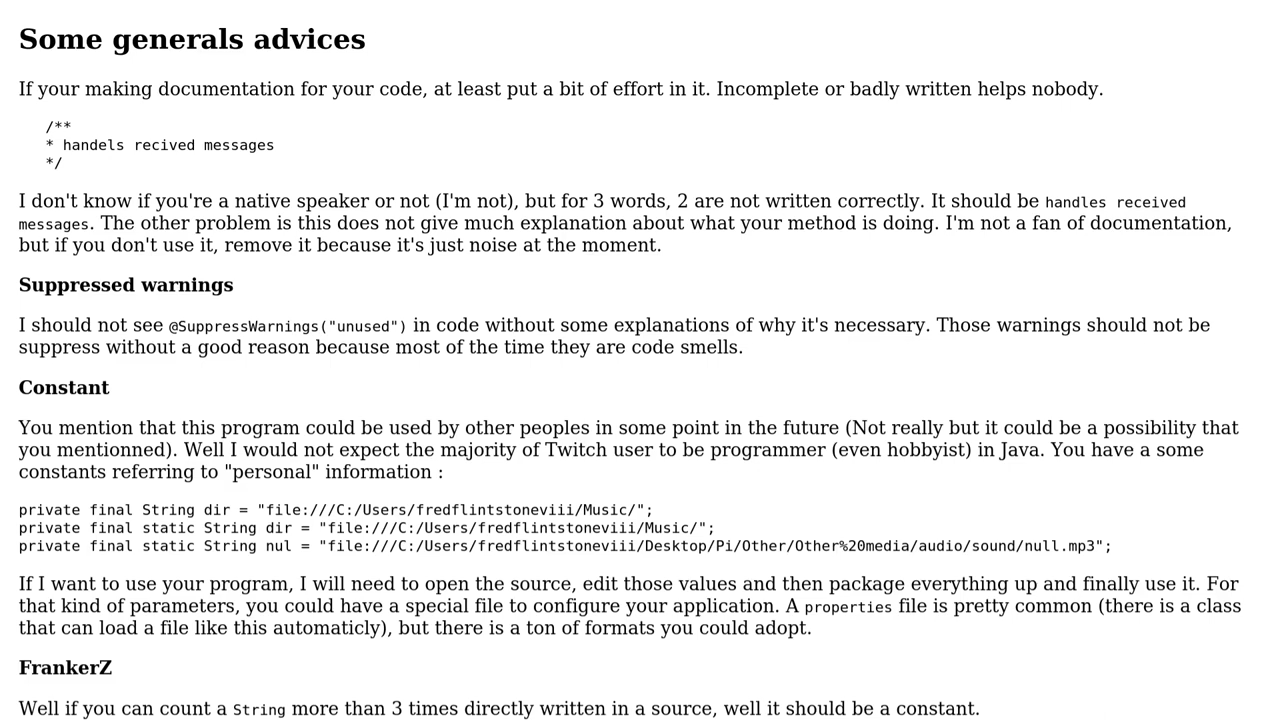 Some generals advices
If your making documentation for your code, at least put a bit of effort in it. Incomplete or badly written helps nobody.
/**
* handels recived messages
*/
I don't know if you're a native speaker or not (I'm not), but for 3 words, 2 are not written correctly. It should be handles received
messages. The other problem is this does not give much explanation about what your method is doing. I'm not a fan of documentation,
but if you don't use it, remove it because it's just noise at the moment.
Suppressed warnings
I should not see @SuppressWarnings("unused") in code without some explanations of why it's necessary. Those warnings should not be
suppress without a good reason because most of the time they are code smells.
Constant
You mention that this program could be used by other peoples in some point in the future (Not really but it could be a possibility that
you mentionned). Well I would not expect the majority of Twitch user to be programmer (even hobbyist) in Java. You have a some
constants referring to "personal" information :
private final String dir = "file:///C:/Users/fredflintstoneviii/Music/";
private final static String dir = "file:///C:/Users/fredflintstoneviii/Music/";
private final static String nul = "file:///C:/Users/fredflintstoneviii/Desktop/Pi/Other/Other%20media/audio/sound/null.mp3";
If I want to use your program, I will need to open the source, edit those values and then package everything up and finally use it. For
that kind of parameters, you could have a special file to configure your application. A properties file is pretty common (there is a class
that can load a file like this automaticly), but there is a ton of formats you could adopt.
FrankerZ
Well if you can count a String more than 3 times directly written in a source, well it should be a constant.